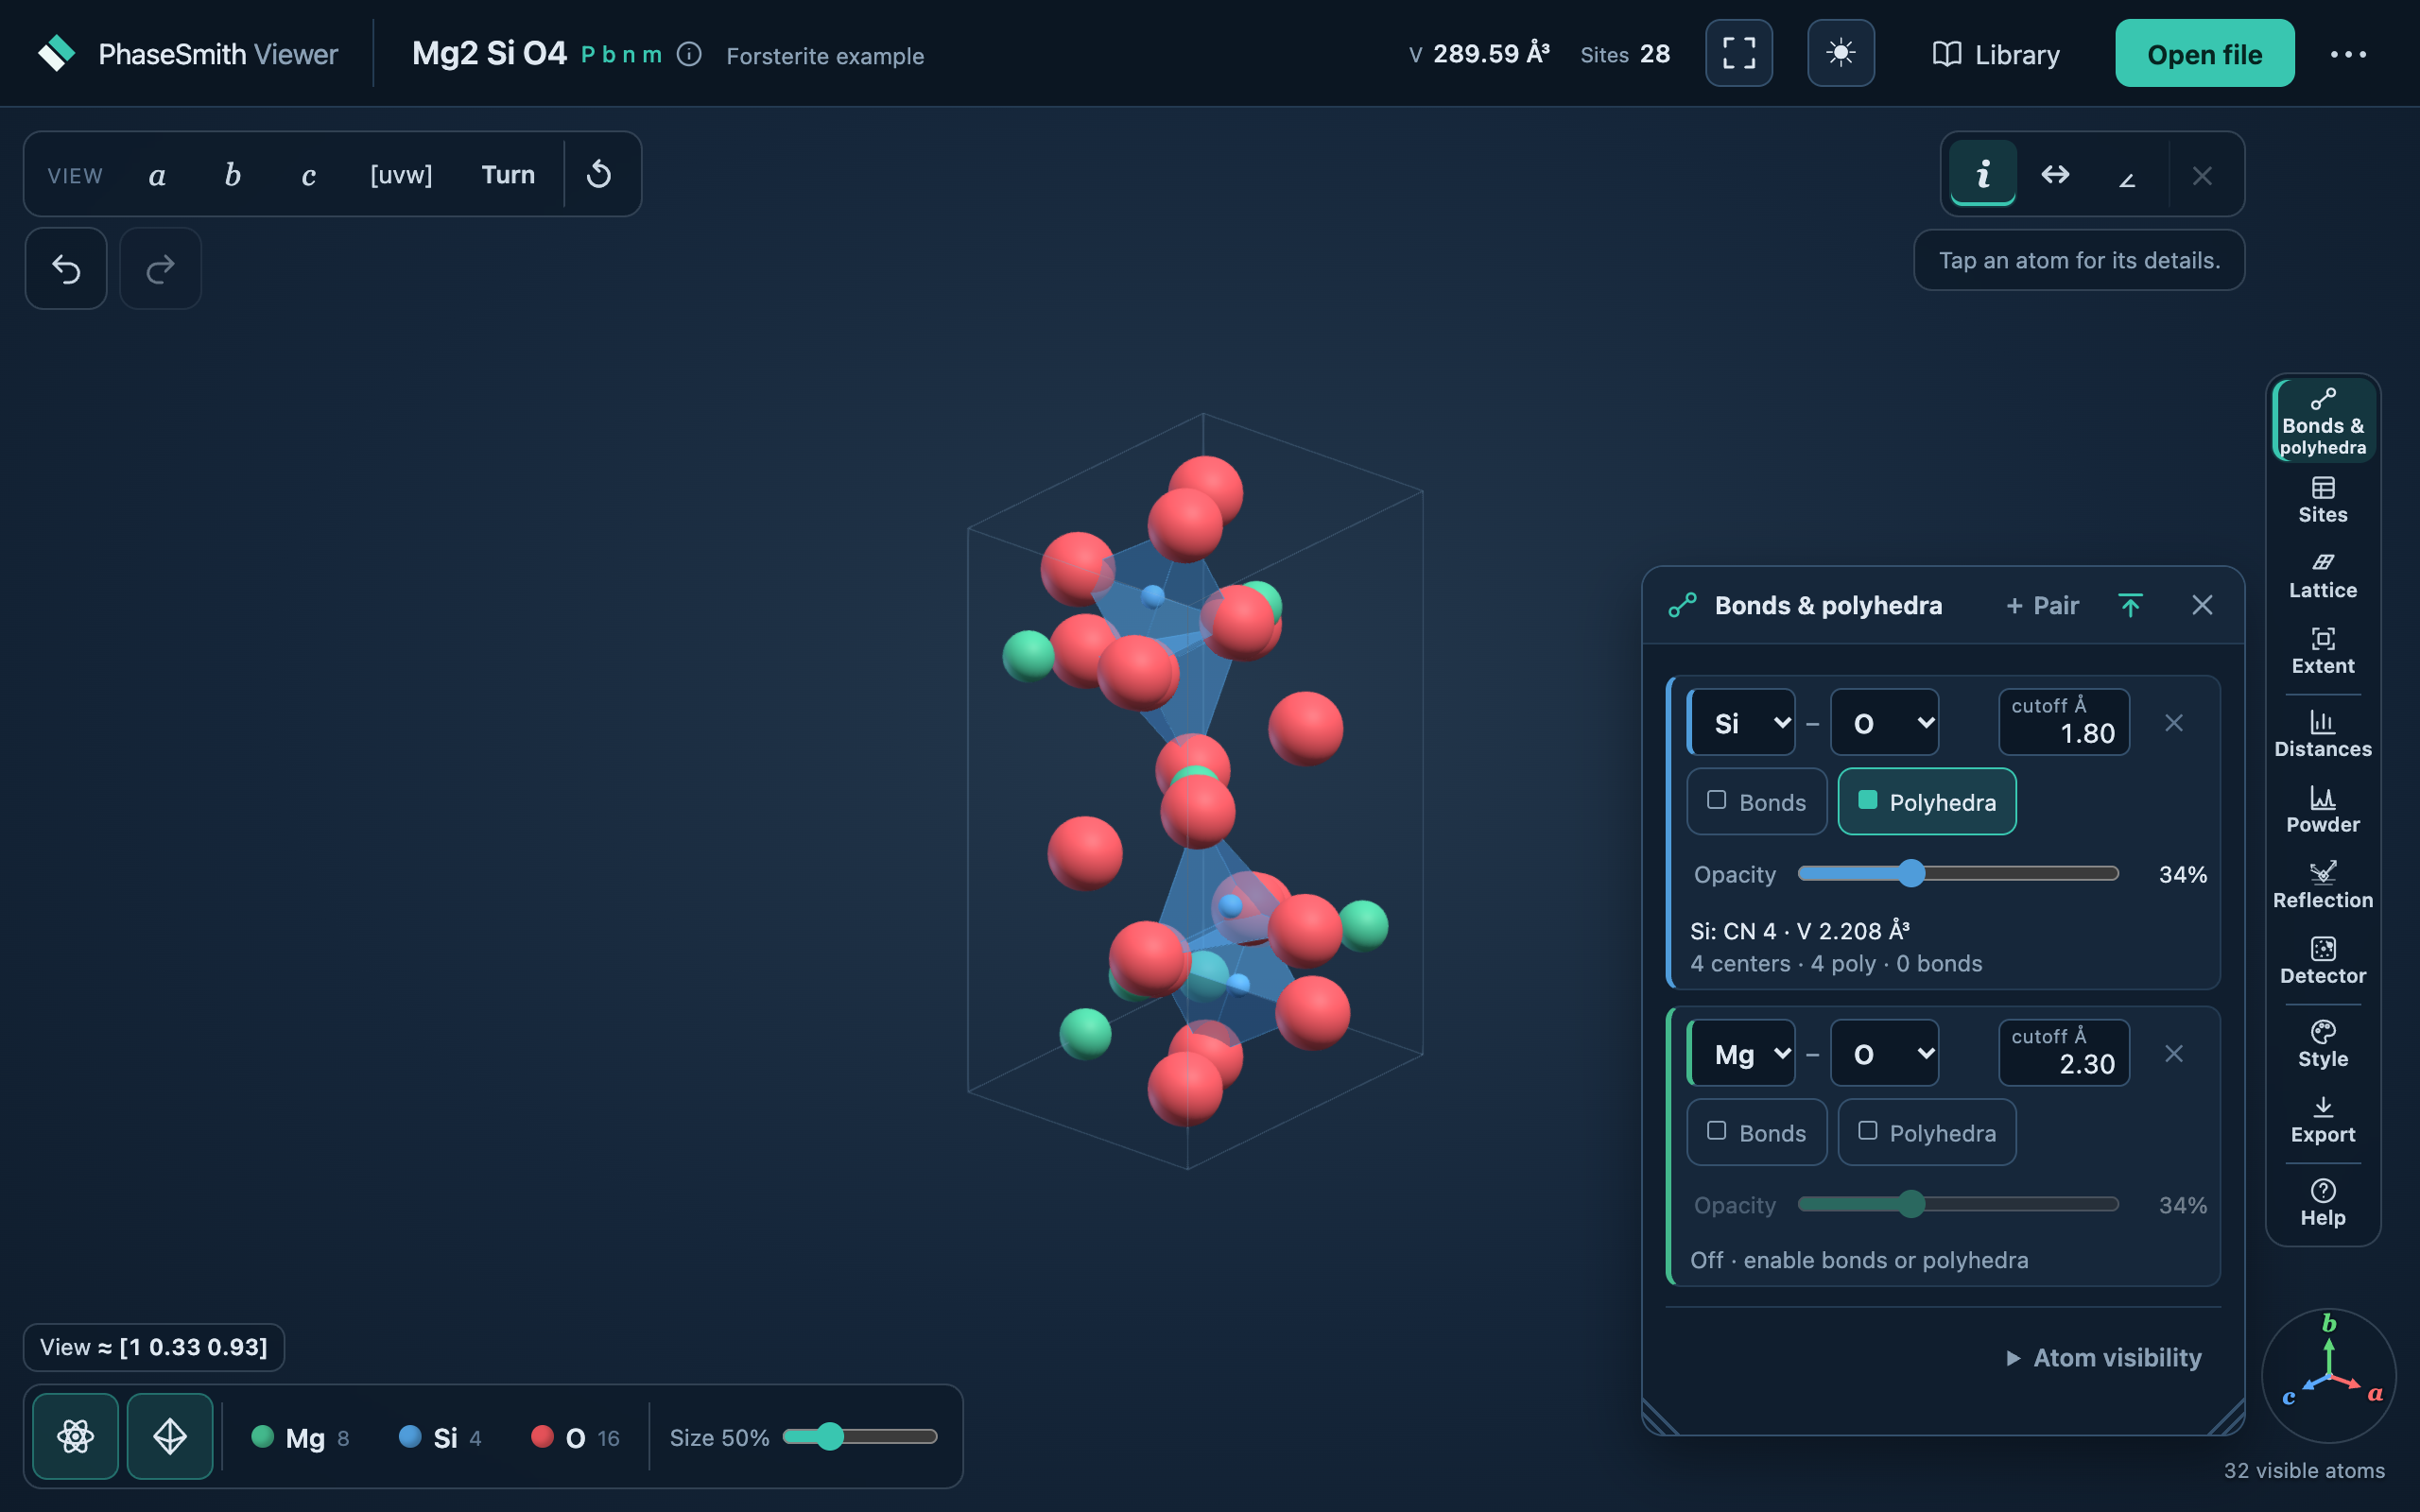 PhaseSmith Viewer
Mg2 Si O4 P b n m Forsterite example
V 289.59 Å³ Sites 28
Library
Open file
VIEW a b c [uvw] Turn
i
Tap an atom for its details.
Bonds & polyhedra
Sites
Lattice
Extent
Distances
Powder
Reflection
Detector
Style
Export
Help
Bonds & polyhedra + Pair
Si – O cutoff Å 1.80
Bonds Polyhedra
Opacity 34%
Si: CN 4 · V 2.208 Å³
4 centers · 4 poly · 0 bonds
Mg – O cutoff Å 2.30
Bonds Polyhedra
Opacity 34%
Off · enable bonds or polyhedra
Atom visibility
View ≈ [1 0.33 0.93]
Mg 8 Si 4 O 16 Size 50%
b
c a
32 visible atoms